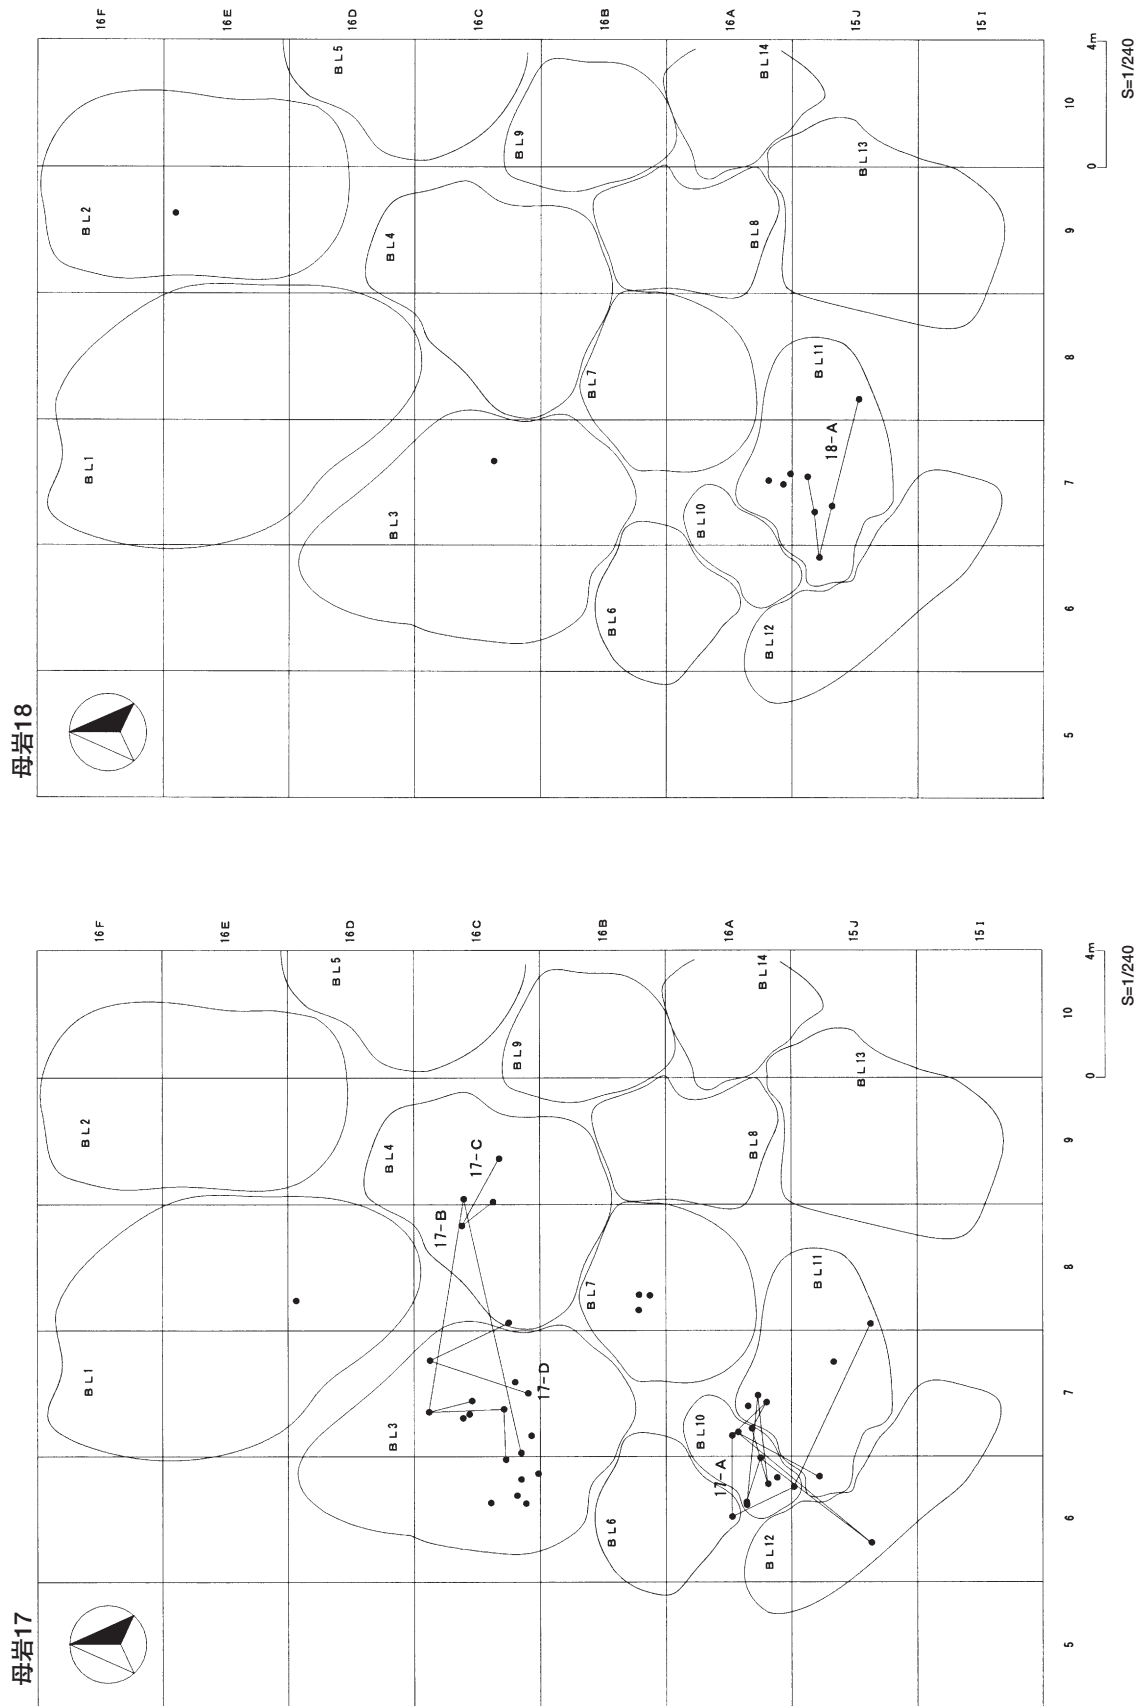 母岩18
16F
16E
16D
16C
16B
16A
15J
15I
BL5
BL14
BL2
BL9
BL13
BL4
BL8
BL7
BL11
BL1
18-A
BL3
BL10
BL6
BL12
5
6
7
8
9
10
0
4m
S=1/240
母岩17
16F
16E
16D
16C
16B
16A
15J
15I
BL5
BL14
BL2
BL9
BL13
BL4
17-C
BL8
17-B
BL7
BL11
BL1
17-D
BL3
BL10
17-A
BL6
BL12
5
6
7
8
9
10
0
4m
S=1/240